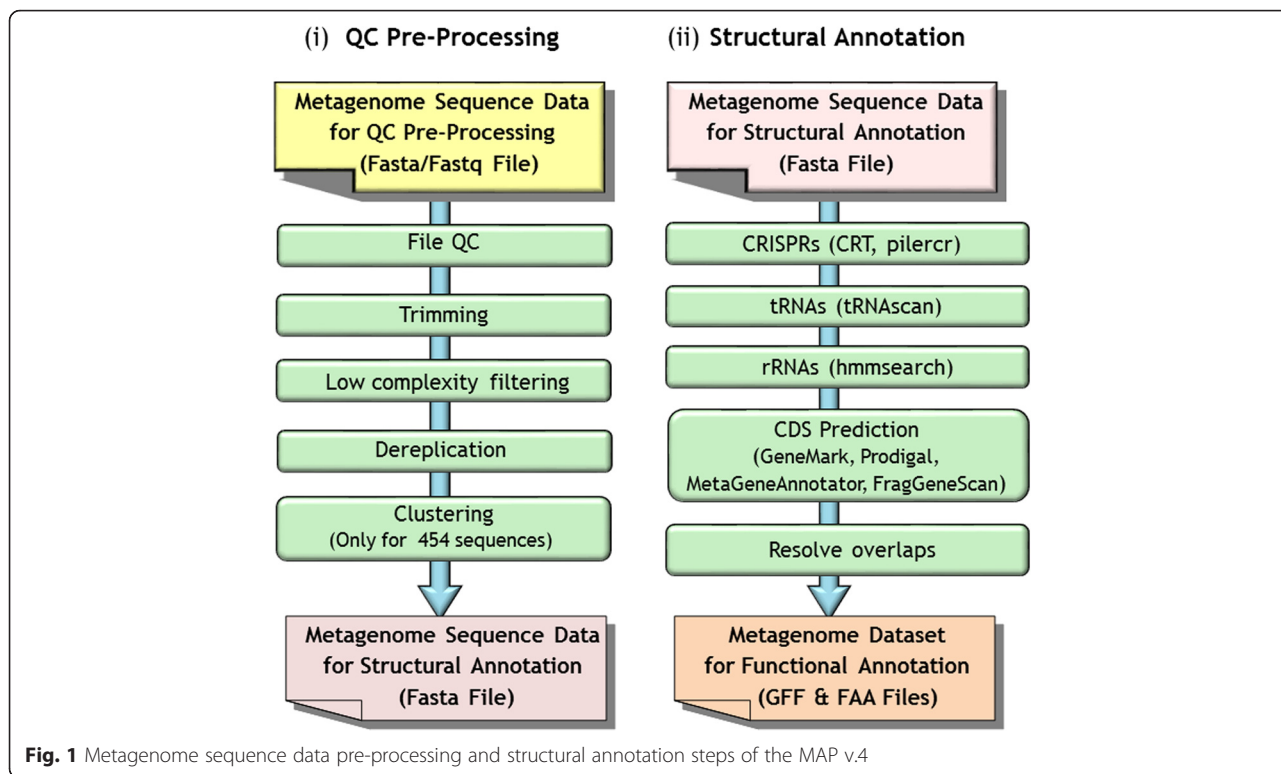 (i) QC Pre-Processing
Metagenome Sequence Data
for QC Pre-Processing
(Fasta/Fastq File)
File QC
Trimming
Low complexity filtering
Dereplication
Clustering
(Only for 454 sequences)
Metagenome Sequence Data
for Structural Annotation
(Fasta File)
(ii) Structural Annotation
Metagenome Sequence Data
for Structural Annotation
(Fasta File)
CRISPRs (CRT, pilercr)
tRNAs (tRNAscan)
rRNAs (hmmsearch)
CDS Prediction
(GeneMark, Prodigal,
MetaGeneAnnotator, FragGeneScan)
Resolve overlaps
Metagenome Dataset
for Functional Annotation
(GFF & FAA Files)
Fig. 1 Metagenome sequence data pre-processing and structural annotation steps of the MAP v.4